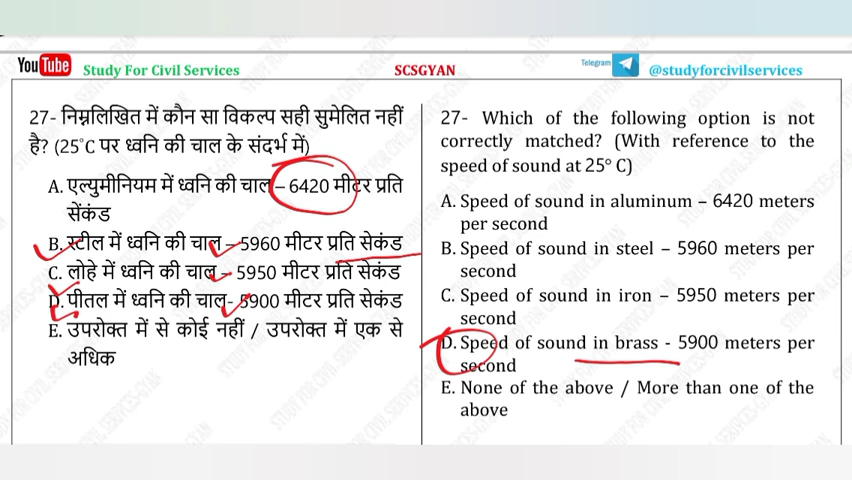 YouTube Study For Civil Services SCSGYAN Telegram @studyforcivilservices
27- निम्नलिखित में कौन सा विकल्प सही सुमेलित नहीं
है? (25°C पर ध्वनि की चाल के संदर्भ में)
A. एल्युमीनियम में ध्वनि की चाल – 6420 मीटर प्रति
सेंकंड
B. स्टील में ध्वनि की चाल – 5960 मीटर प्रति सेकंड
C. लोहे में ध्वनि की चाल – 5950 मीटर प्रति सेकंड
D. पीतल में ध्वनि की चाल- 5900 मीटर प्रति सेकंड
E. उपरोक्त में से कोई नहीं / उपरोक्त में एक से
अधिक
27- Which of the following option is not
correctly matched? (With reference to the
speed of sound at 25° C)
A. Speed of sound in aluminum – 6420 meters
per second
B. Speed of sound in steel – 5960 meters per
second
C. Speed of sound in iron – 5950 meters per
second
D. Speed of sound in brass - 5900 meters per
second
E. None of the above / More than one of the
above